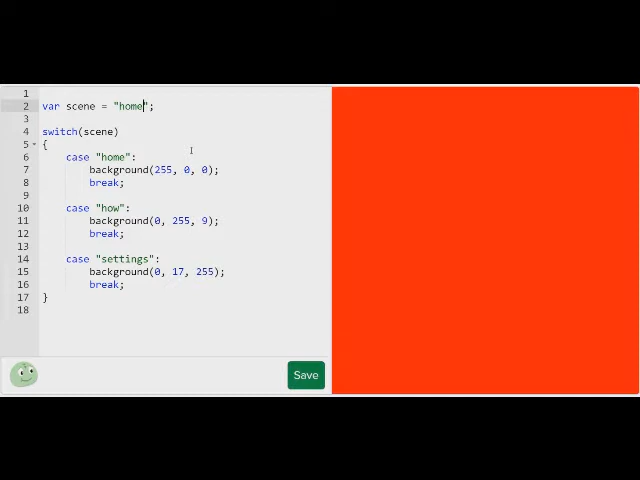 1
2 var scene = "home";
3
4 switch(scene)
5 {
6 case "home":
7 background(255, 0, 0);
8 break;
9
10 case "how":
11 background(0, 255, 9);
12 break;
13
14 case "settings":
15 background(0, 17, 255);
16 break;
17 }
18
Save